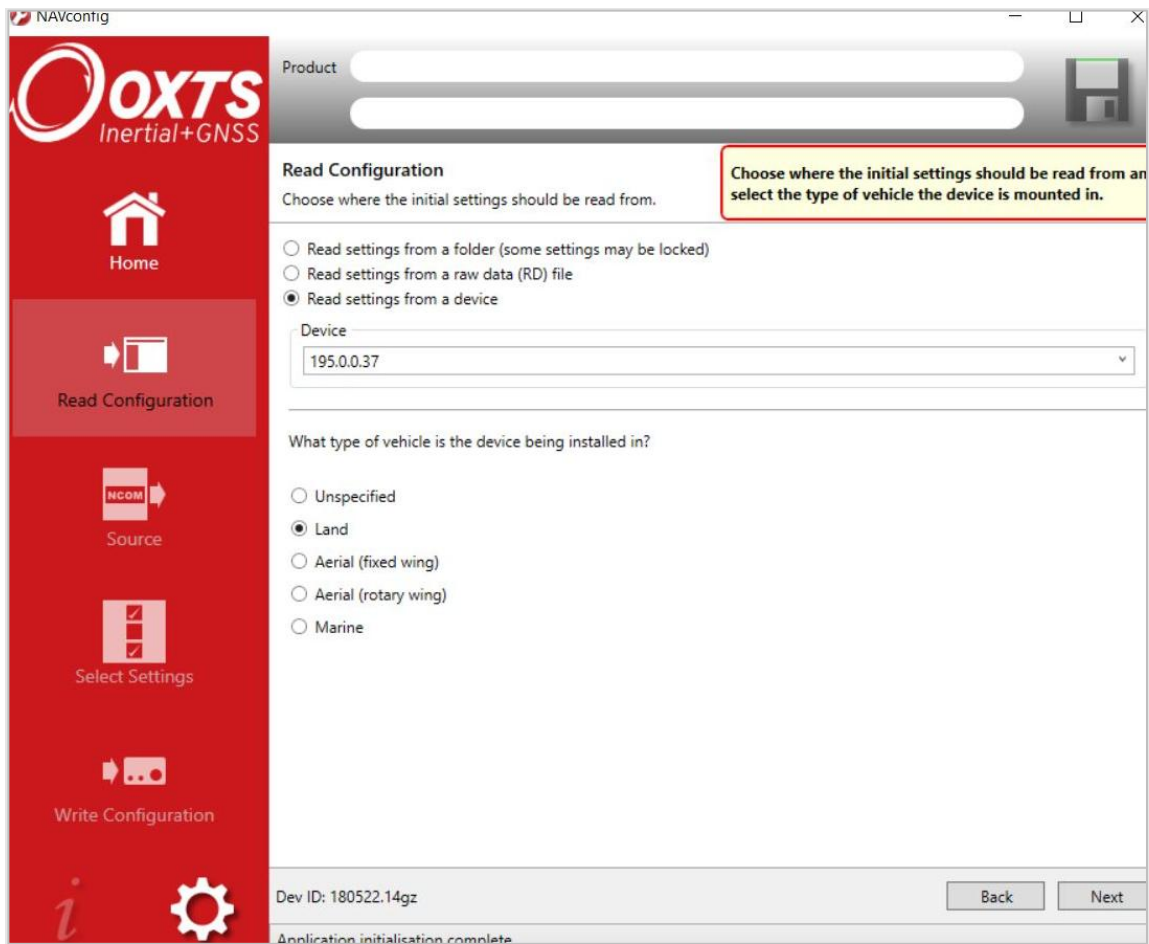 NAVconfig
OXTS
Inertial+GNSS
Home
Read Configuration
NCOM
Source
Select Settings
Write Configuration
i
Product
Read Configuration
Choose where the initial settings should be read from.
Choose where the initial settings should be read from an
select the type of vehicle the device is mounted in.
Read settings from a folder (some settings may be locked)
Read settings from a raw data (RD) file
Read settings from a device
Device
195.0.0.37
What type of vehicle is the device being installed in?
Unspecified
Land
Aerial (fixed wing)
Aerial (rotary wing)
Marine
Dev ID: 180522.14gz
Back
Next
Application initialisation complete